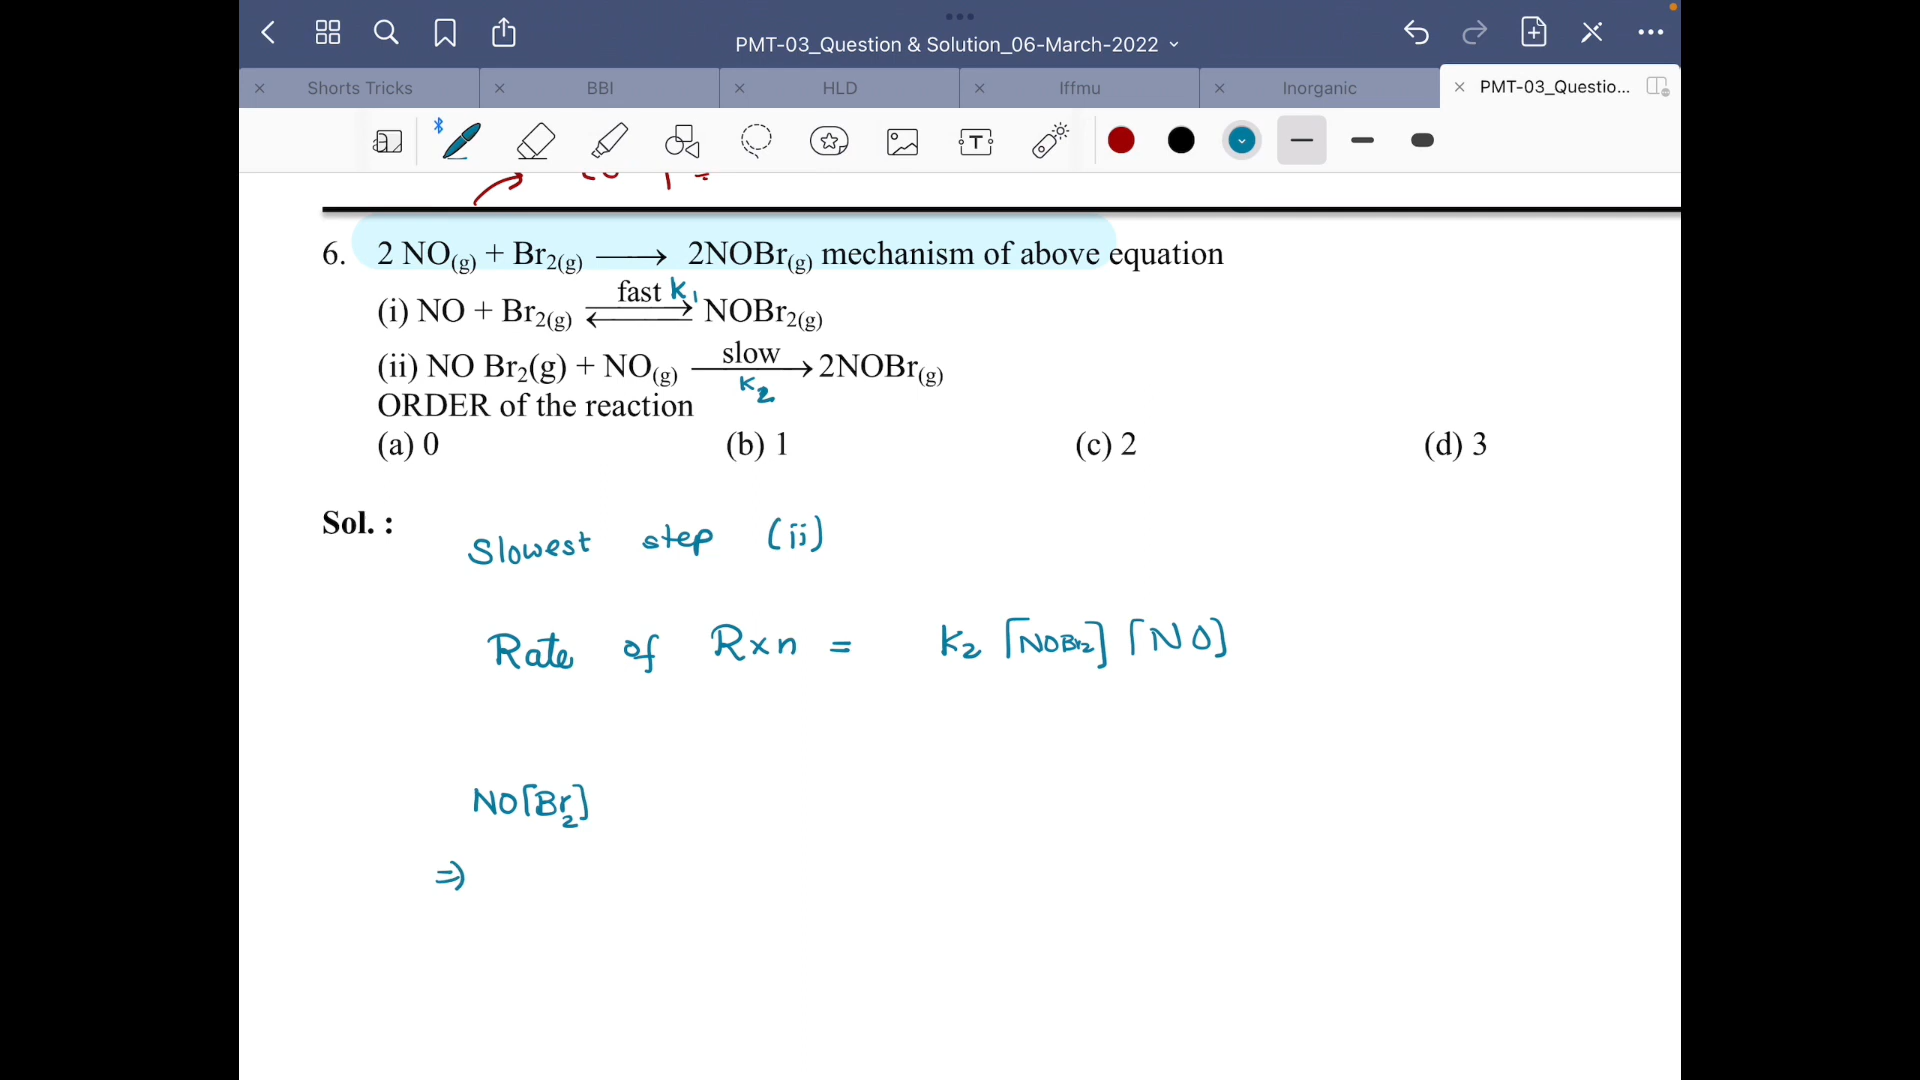 PMT-03_Question & Solution_06-March-2022
Shorts Tricks
BBI
HLD
Iffmu
Inorganic
PMT-03_Questio...
6. 2 NO(g) + Br₂(g) ⟶ 2NOBr(g) mechanism of above equation
fast K₁
(i) NO + Br₂(g) ⇌ NOBr₂(g)
slow
(ii) NO Br₂(g) + NO(g) ⟶ 2NOBr(g)
K₂
ORDER of the reaction
(a) 0 (b) 1 (c) 2 (d) 3
Sol. :
Slowest step (ii)
Rate of Rxn = K₂ [NOBr₂] [NO]
NO[Br₂]
⇒